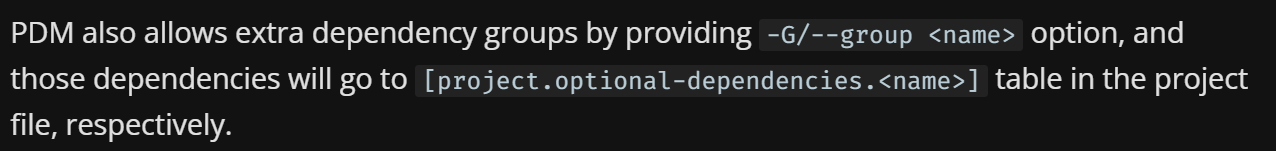 PDM also allows extra dependency groups by providing -G/--group <name> option, and
those dependencies will go to [project.optional-dependencies.<name>] table in the project
file, respectively.